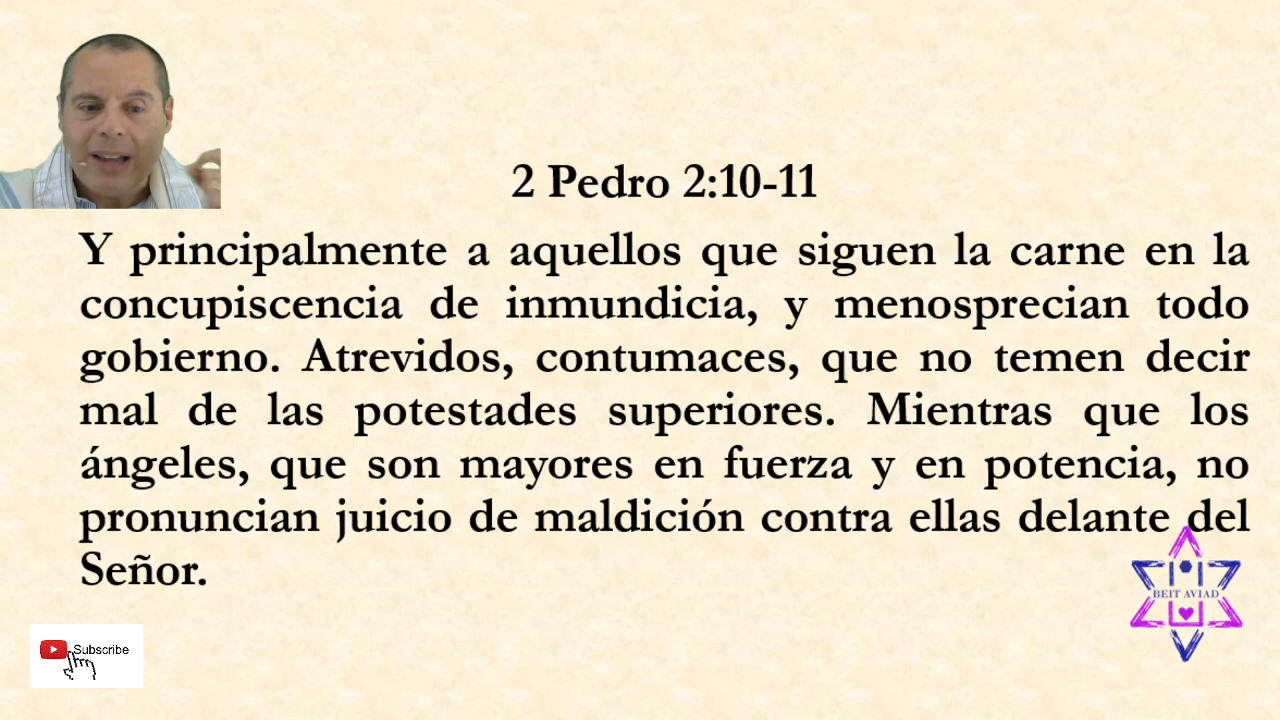 2 Pedro 2:10-11
Y principalmente a aquellos que siguen la carne en la
concupiscencia de inmundicia, y menosprecian todo
gobierno. Atrevidos, contumaces, que no temen decir
mal de las potestades superiores. Mientras que los
ángeles, que son mayores en fuerza y en potencia, no
pronuncian juicio de maldición contra ellas delante del
Señor.
BEIT AVIAD
Subscribe